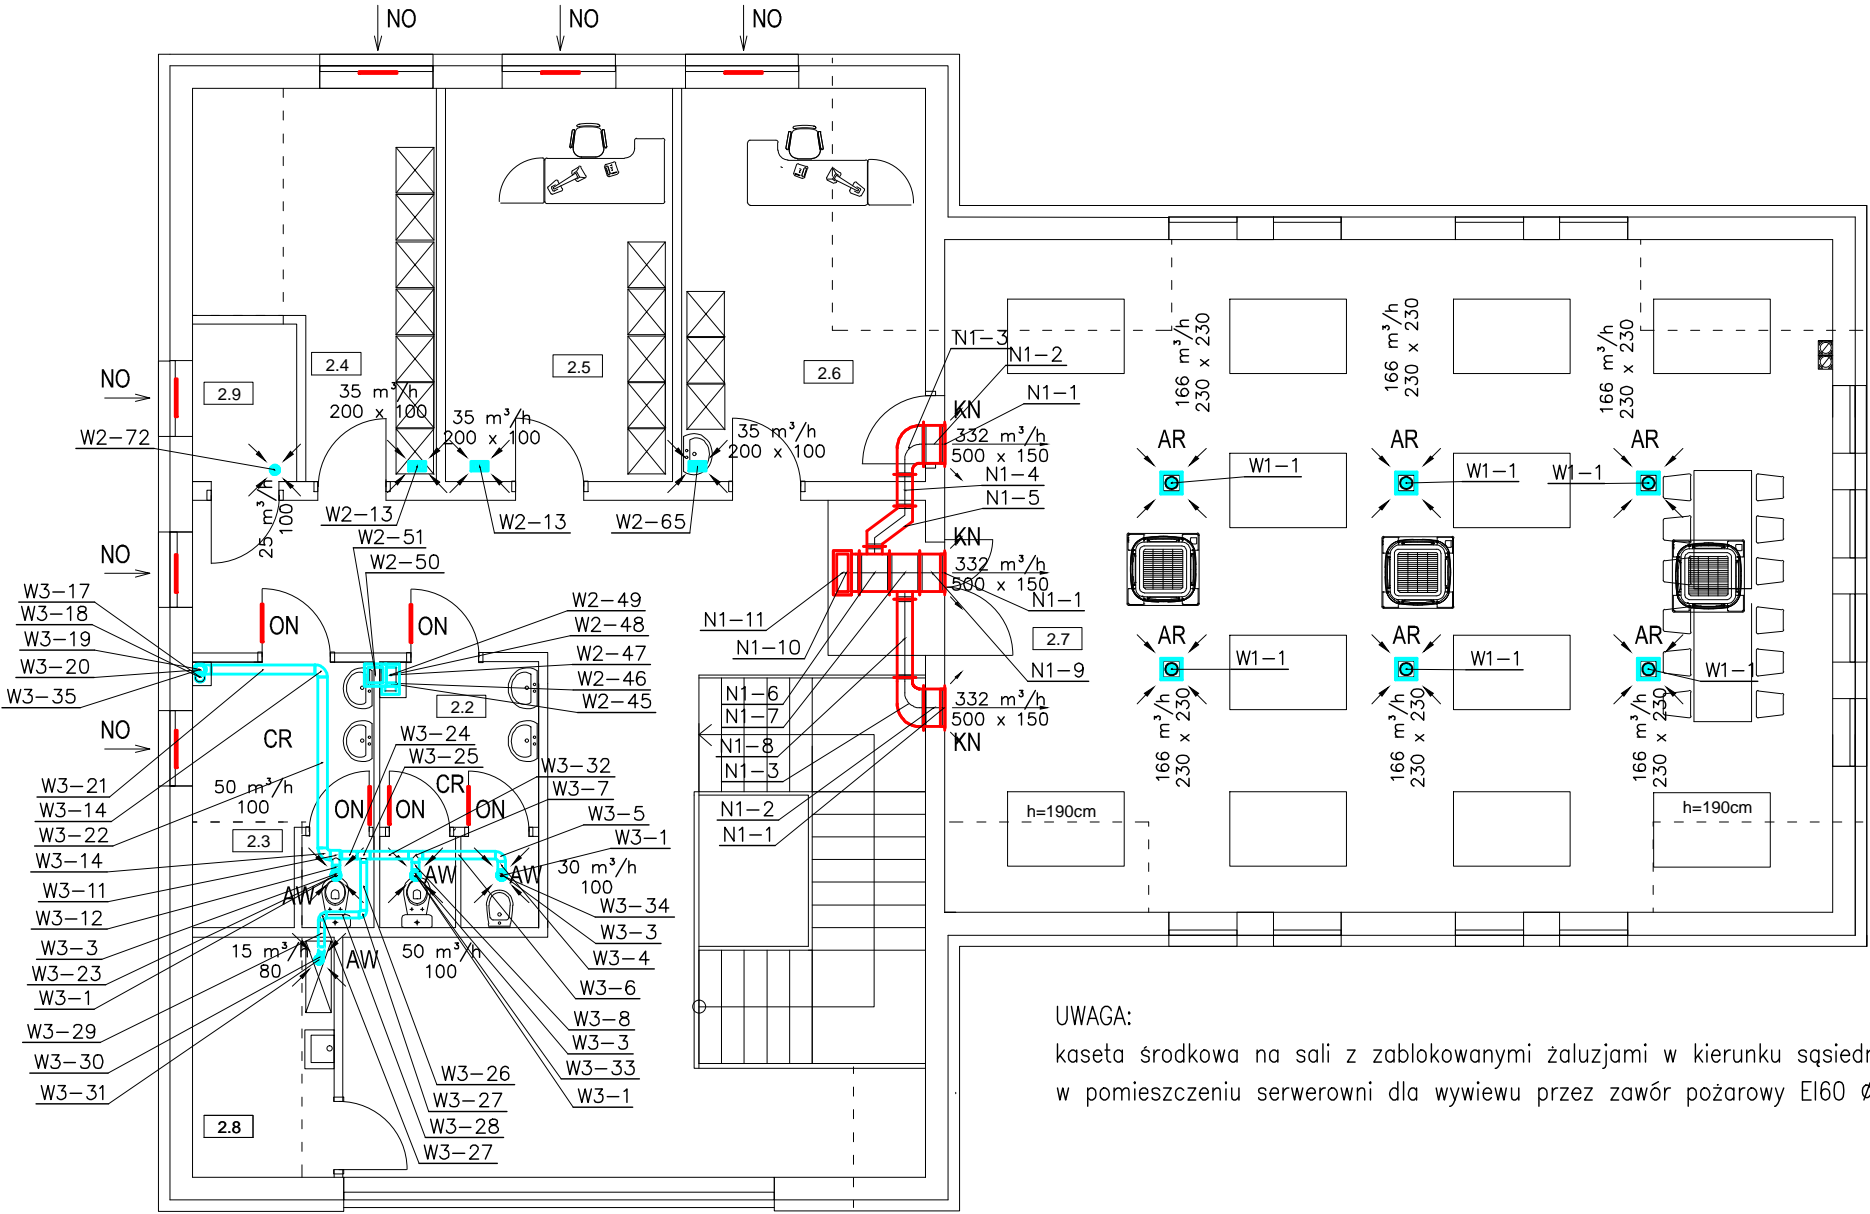 NO
NO
NO
NO
NO
NO
2.9
2.4
2.5
2.6
35 m³/h
200 x 100
35 m³/h
200 x 100
35 m³/h
200 x 100
W2-72
25 m³/h
100
W2-13
W2-13
W2-65
W2-51
W2-50
W2-49
W2-48
W2-47
W2-46
W2-45
ON
ON
W3-17
W3-18
W3-19
W3-20
W3-35
N1-3
N1-2
N1-1
KN
332 m³/h
500 x 150
N1-4
N1-5
KN
332 m³/h
500 x 150
N1-1
N1-11
N1-10
2.7
N1-9
N1-6
N1-7
N1-8
N1-3
N1-2
N1-1
332 m³/h
500 x 150
KN
166 m³/h
230 x 230
166 m³/h
230 x 230
166 m³/h
230 x 230
AR
AR
AR
W1-1
W1-1
W1-1
AR
AR
AR
W1-1
W1-1
W1-1
166 m³/h
230 x 230
166 m³/h
230 x 230
166 m³/h
230 x 230
h=190cm
h=190cm
2.2
CR
W3-24
W3-25
W3-32
W3-7
CR
ON
ON
ON
50 m³/h
100
2.3
W3-21
W3-14
W3-22
W3-14
W3-11
W3-12
W3-3
W3-23
W3-1
W3-29
W3-30
W3-31
W3-5
W3-1
30 m³/h
100
AW
AW
AW
AW
W3-34
W3-3
W3-4
W3-6
W3-8
W3-3
W3-33
W3-1
15 m³/h
80
50 m³/h
100
W3-26
W3-27
W3-28
W3-27
2.8
UWAGA:
kaseta środkowa na sali z zablokowanymi żaluzjami w kierunku
w pomieszczeniu serwerowni dla wywiewu przez zawór pożarowy EI60